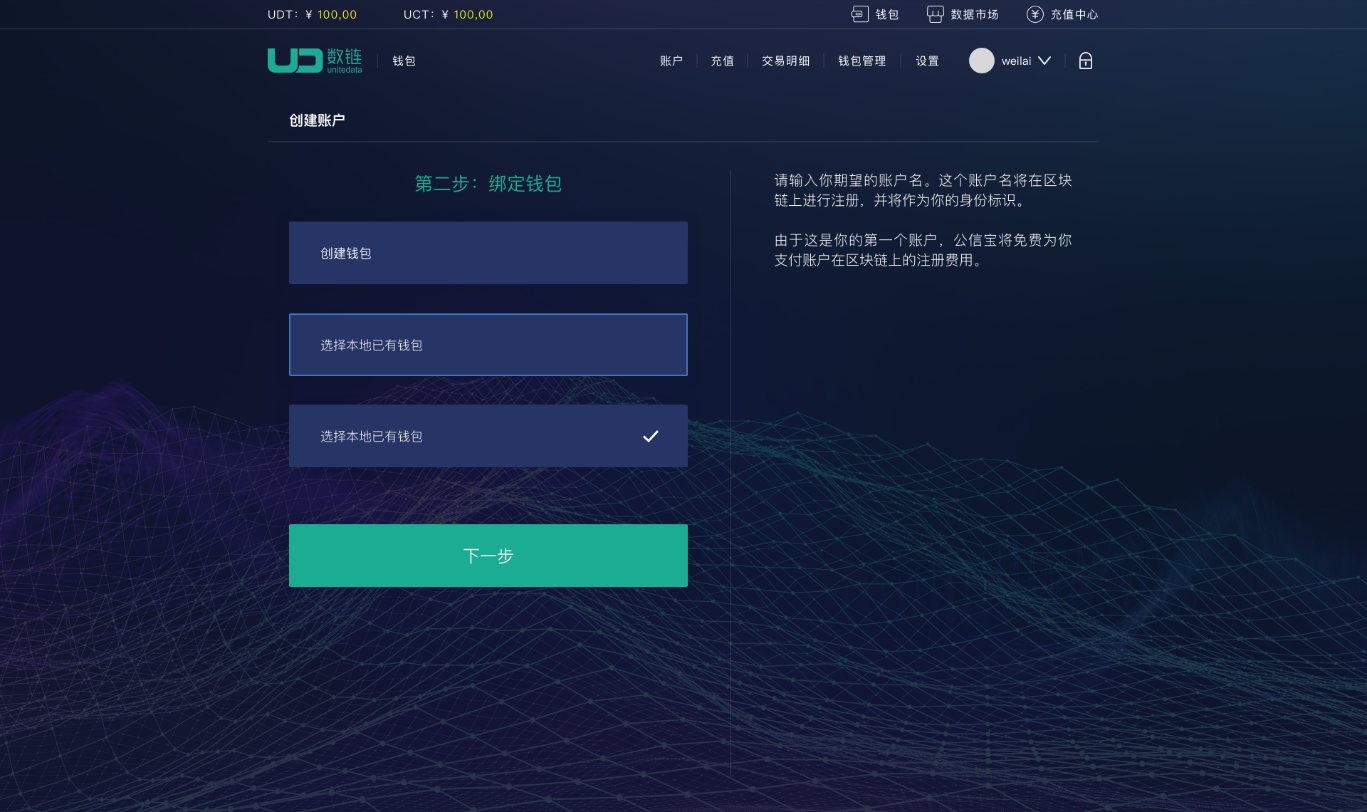 UDT: ¥ 100,00
UCT: ¥ 100,00
钱包
数据市场
充值中心
UD 数链
unitedata
钱包
账户
充值
交易明细
钱包管理
设置
weilai
创建账户
第二步：绑定钱包
请输入你期望的账户名。这个账户名将在区块
链上进行注册，并将作为你的身份标识。
由于这是你的第一个账户，公信宝将免费为你
支付账户在区块链上的注册费用。
创建钱包
选择本地已有钱包
选择本地已有钱包
下一步